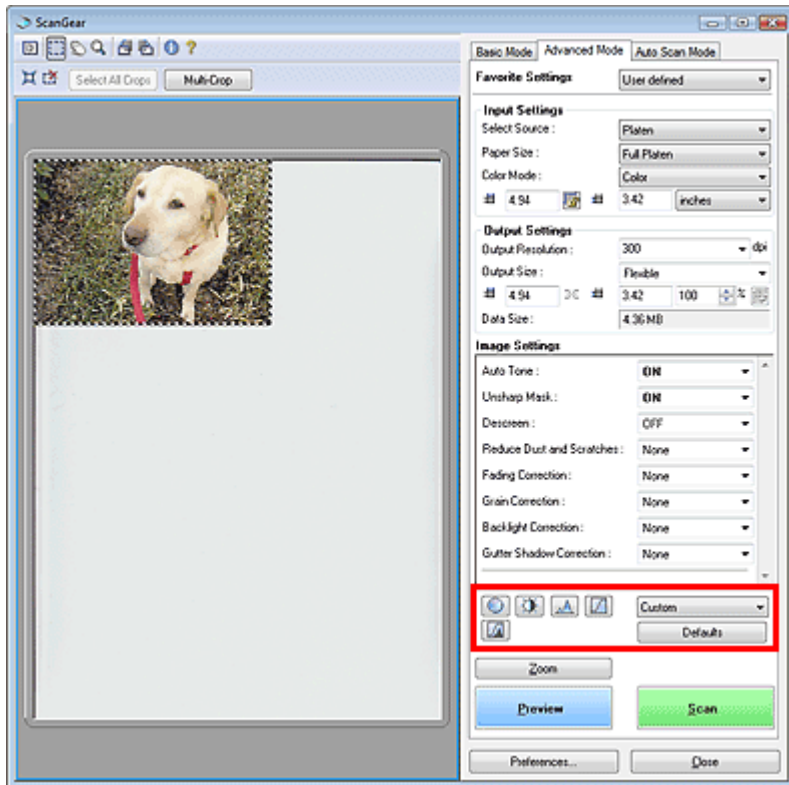 ScanGear
Select All Crops
Multi-Crop
Basic Mode
Advanced Mode
Auto Scan Mode
Favorite Settings
User defined
Input Settings
Select Source :
Platen
Paper Size :
Full Platen
Color Mode :
Color
4.94
3.42
inches
Output Settings
Output Resolution :
300
dpi
Output Size :
Flexible
4.94
3.42
100
%
Data Size :
4.36 MB
Image Settings
Auto Tone :
ON
Unsharp Mask :
ON
Descreen :
OFF
Reduce Dust and Scratches :
None
Fading Correction :
None
Grain Correction :
None
Backlight Correction :
None
Gutter Shadow Correction :
None
Custom
Defaults
Zoom
Preview
Scan
Preferences...
Close